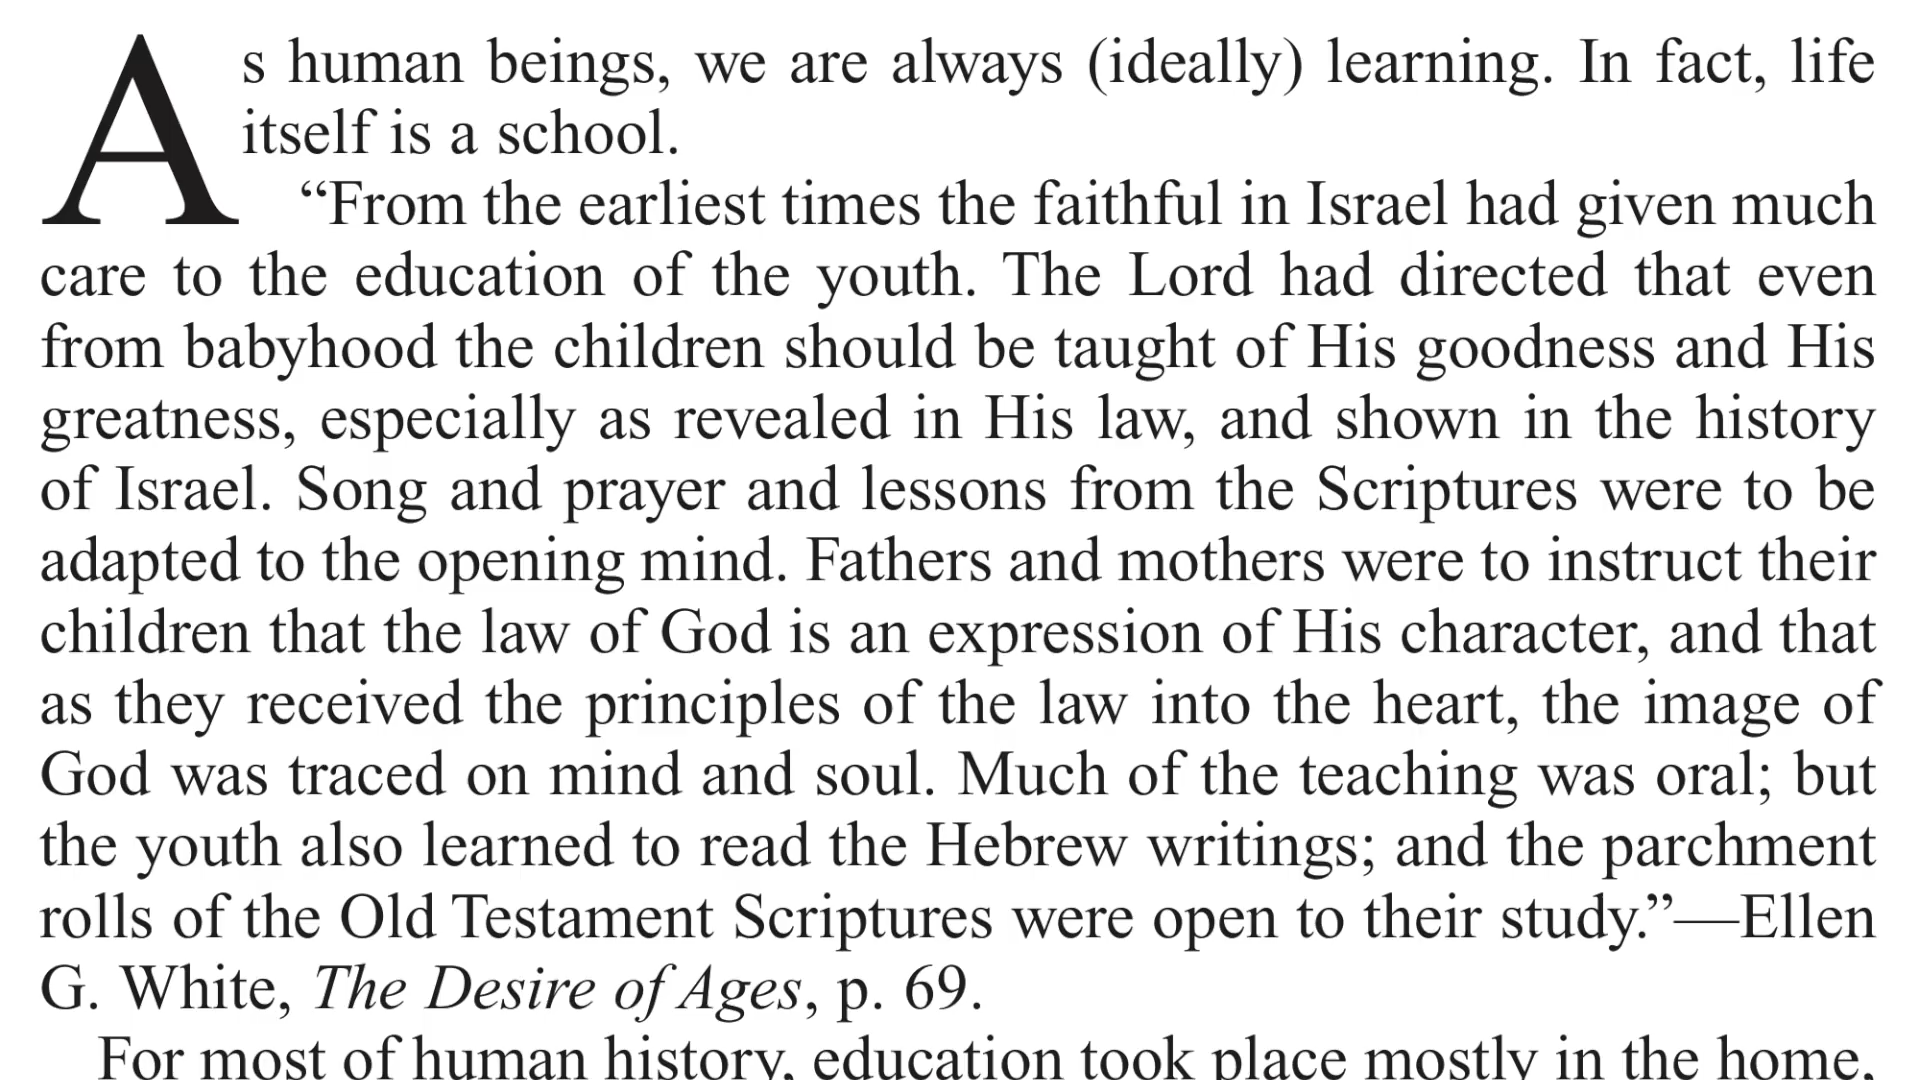 As human beings, we are always (ideally) learning. In fact, life
itself is a school.
“From the earliest times the faithful in Israel had given much
care to the education of the youth. The Lord had directed that even
from babyhood the children should be taught of His goodness and His
greatness, especially as revealed in His law, and shown in the history
of Israel. Song and prayer and lessons from the Scriptures were to be
adapted to the opening mind. Fathers and mothers were to instruct their
children that the law of God is an expression of His character, and that
as they received the principles of the law into the heart, the image of
God was traced on mind and soul. Much of the teaching was oral; but
the youth also learned to read the Hebrew writings; and the parchment
rolls of the Old Testament Scriptures were open to their study.”—Ellen
G. White, The Desire of Ages, p. 69.
For most of human history, education took place mostly in the home,